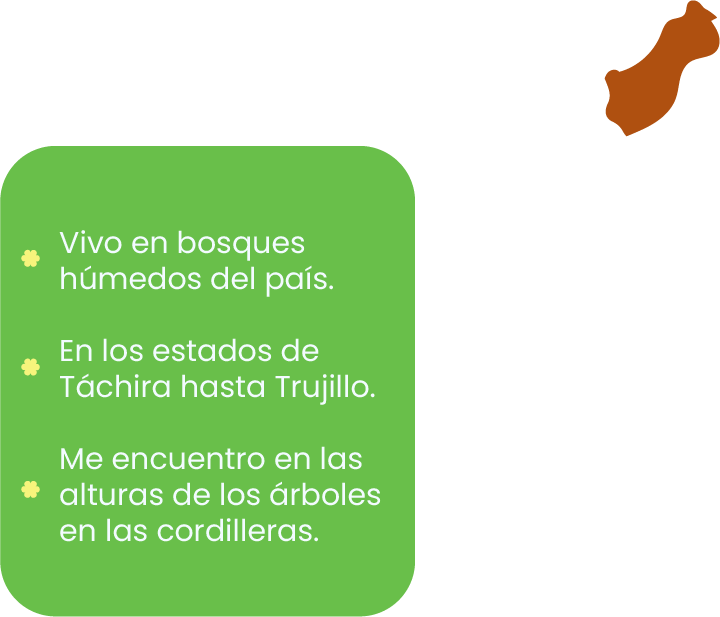 Vivo en bosques
húmedos del país.
En los estados de
Táchira hasta Trujillo.
Me encuentro en las
alturas de los árboles
en las cordilleras.